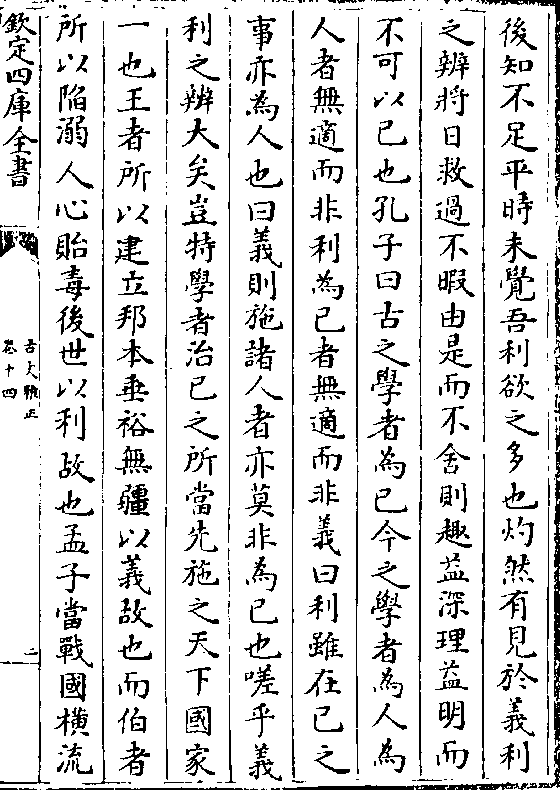 後知不足平時未覺吾利欲之多也灼然有見於義利
之辨將日救過不暇由是而不舍則趣益深理益明而
不可以已也孔子曰古之學者為己今之學者為人為
人者無適而非利為己者無適而非義曰利雖在己之
事亦為人也曰義則施諸人者亦莫非為己也嗟乎義
利之辨大矣豈特學者治己之所當先施之天下國家
一也王者所以建立邦本垂裕無疆以義故也而伯者
所以陷溺人心貽毒後世以利故也孟子當戰國橫流
欽定四庫全書
古文雅正
卷十四
二